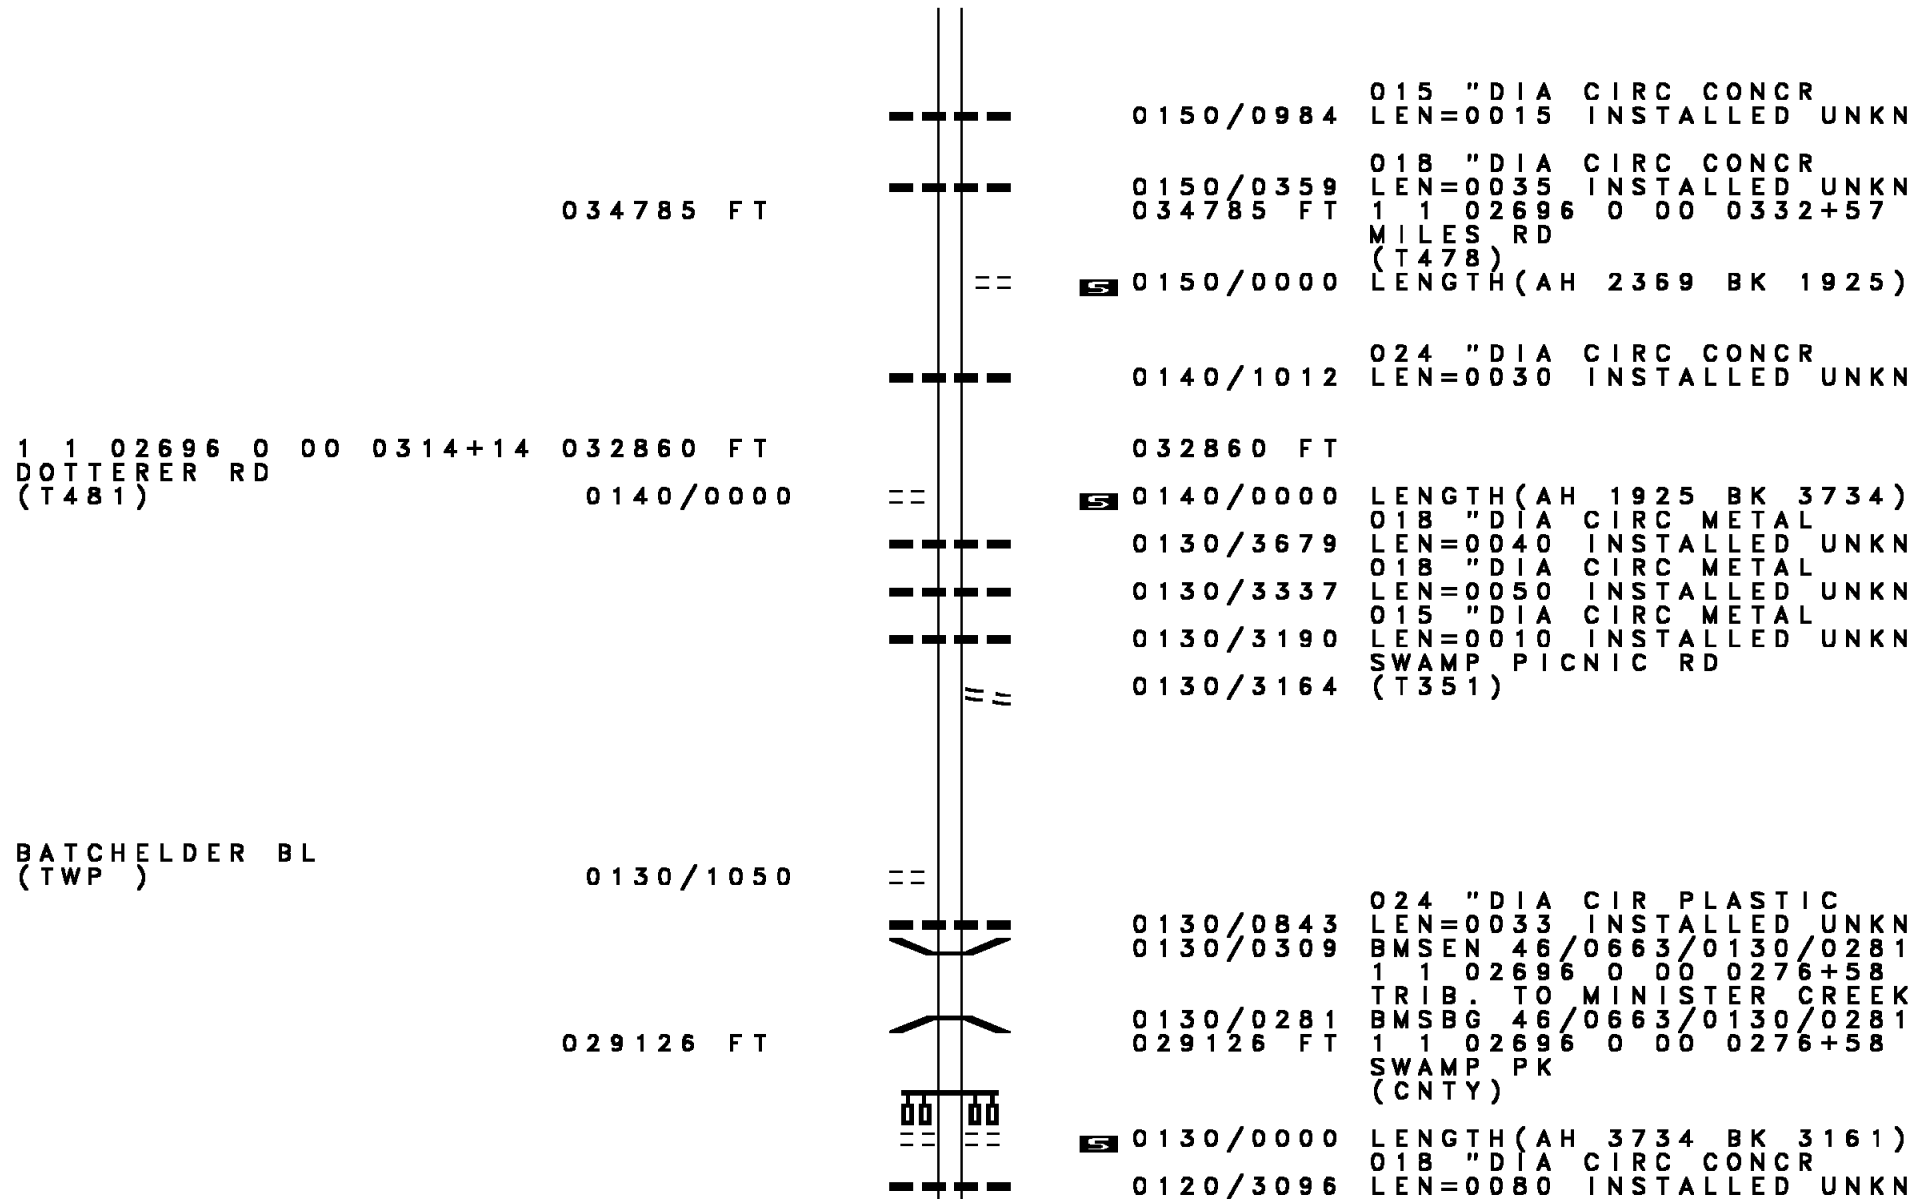 015 "DIA CIRC CONCR
0150/0984 LEN=0015 INSTALLED UNKN
018 "DIA CIRC CONCR
0150/0359 LEN=0035 INSTALLED UNKN
034785 FT 034785 FT 1 1 02696 0 00 0332+57
MILES RD
(T478)
S 0150/0000 LENGTH(AH 2369 BK 1925)
024 "DIA CIRC CONCR
0140/1012 LEN=0030 INSTALLED UNKN
1 1 02696 0 00 0314+14 032860 FT 032860 FT
DOTTERER RD
(T481) 0140/0000 S 0140/0000 LENGTH(AH 1925 BK 3734)
018 "DIA CIRC METAL
0130/3679 LEN=0040 INSTALLED UNKN
018 "DIA CIRC METAL
0130/3337 LEN=0050 INSTALLED UNKN
015 "DIA CIRC METAL
0130/3190 LEN=0010 INSTALLED UNKN
SWAMP PICNIC RD
0130/3164 (T351)
BATCHELDER BL
(TWP ) 0130/1050
024 "DIA CIR PLASTIC
0130/0843 LEN=0033 INSTALLED UNKN
0130/0309 BMSEN 46/0663/0130/0281
1 1 02696 0 00 0276+58
TRIB. TO MINISTER CREEK
0130/0281 BMSBG 46/0663/0130/0281
029126 FT 029126 FT 1 1 02696 0 00 0276+58
SWAMP PK
(CNTY)
S 0130/0000 LENGTH(AH 3734 BK 3161)
018 "DIA CIRC CONCR
0120/3096 LEN=0080 INSTALLED UNKN